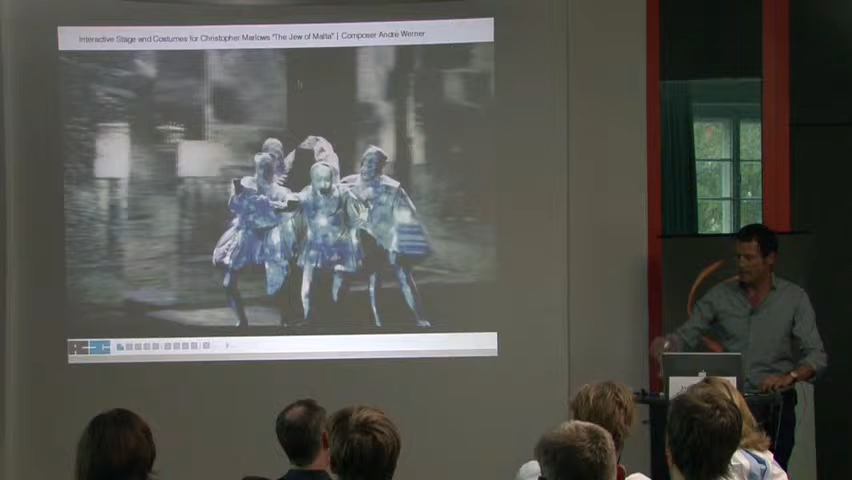 Interactive Stage and Costumes for Christopher Marlows "The Jew of Malta" | Composer Andre Werner